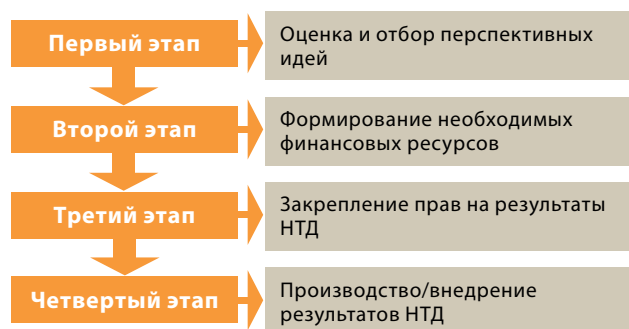 Первый этап
Оценка и отбор перспективных
идей
Второй этап
Формирование необходимых
финансовых ресурсов
Третий этап
Закрепление прав на результаты
НТД
Четвертый этап
Производство/внедрение
результатов НТД